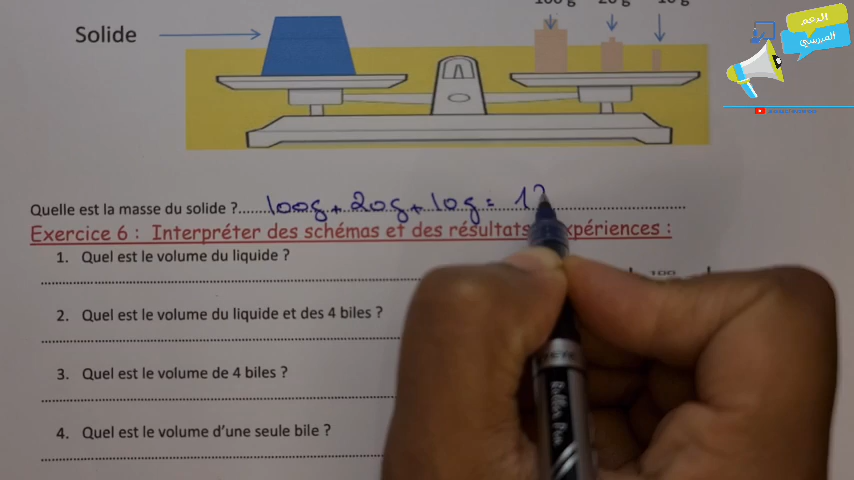 100 g 20 g 10 g
الدعم
المدرسي
Solide
Quelle est la masse du solide ?..... 100g + 20g + 10g = 13
Exercice 6 : Interpréter des schémas et des résultats expériences :
1. Quel est le volume du liquide ?
100
2. Quel est le volume du liquide et des 4 biles ?
3. Quel est le volume de 4 biles ?
4. Quel est le volume d'une seule bile ?